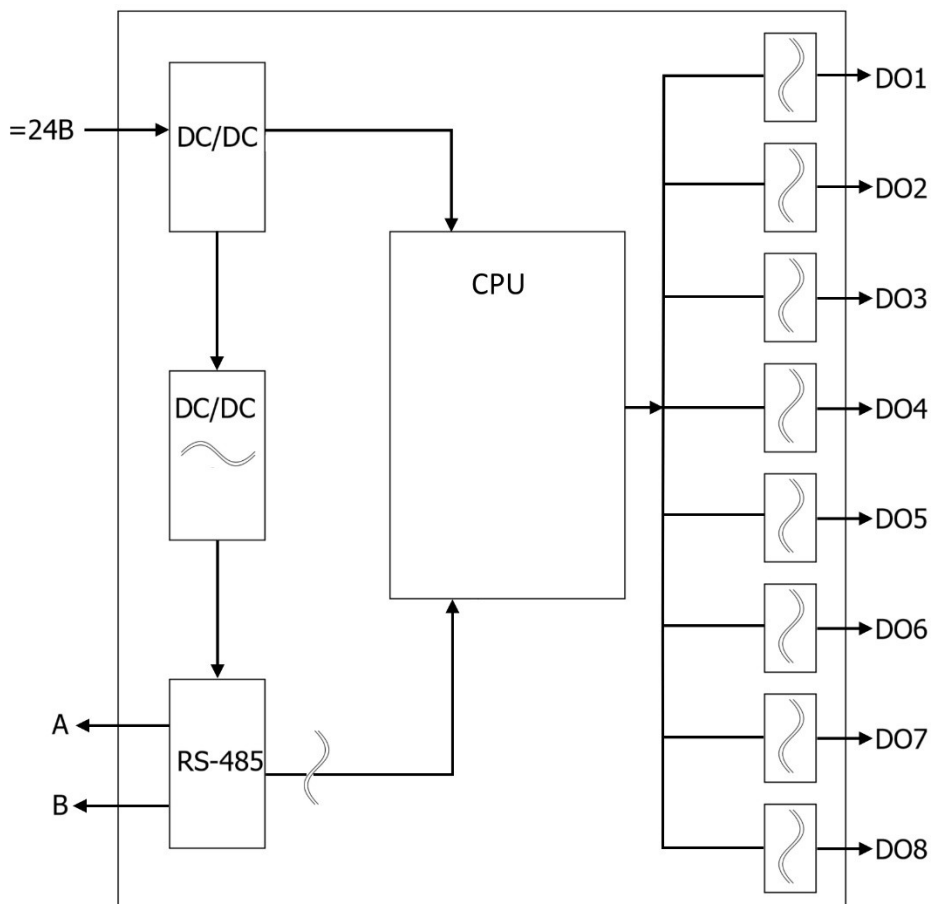 =24В
DC/DC
CPU
DC/DC
RS-485
A
B
DO1
DO2
DO3
DO4
DO5
DO6
DO7
DO8